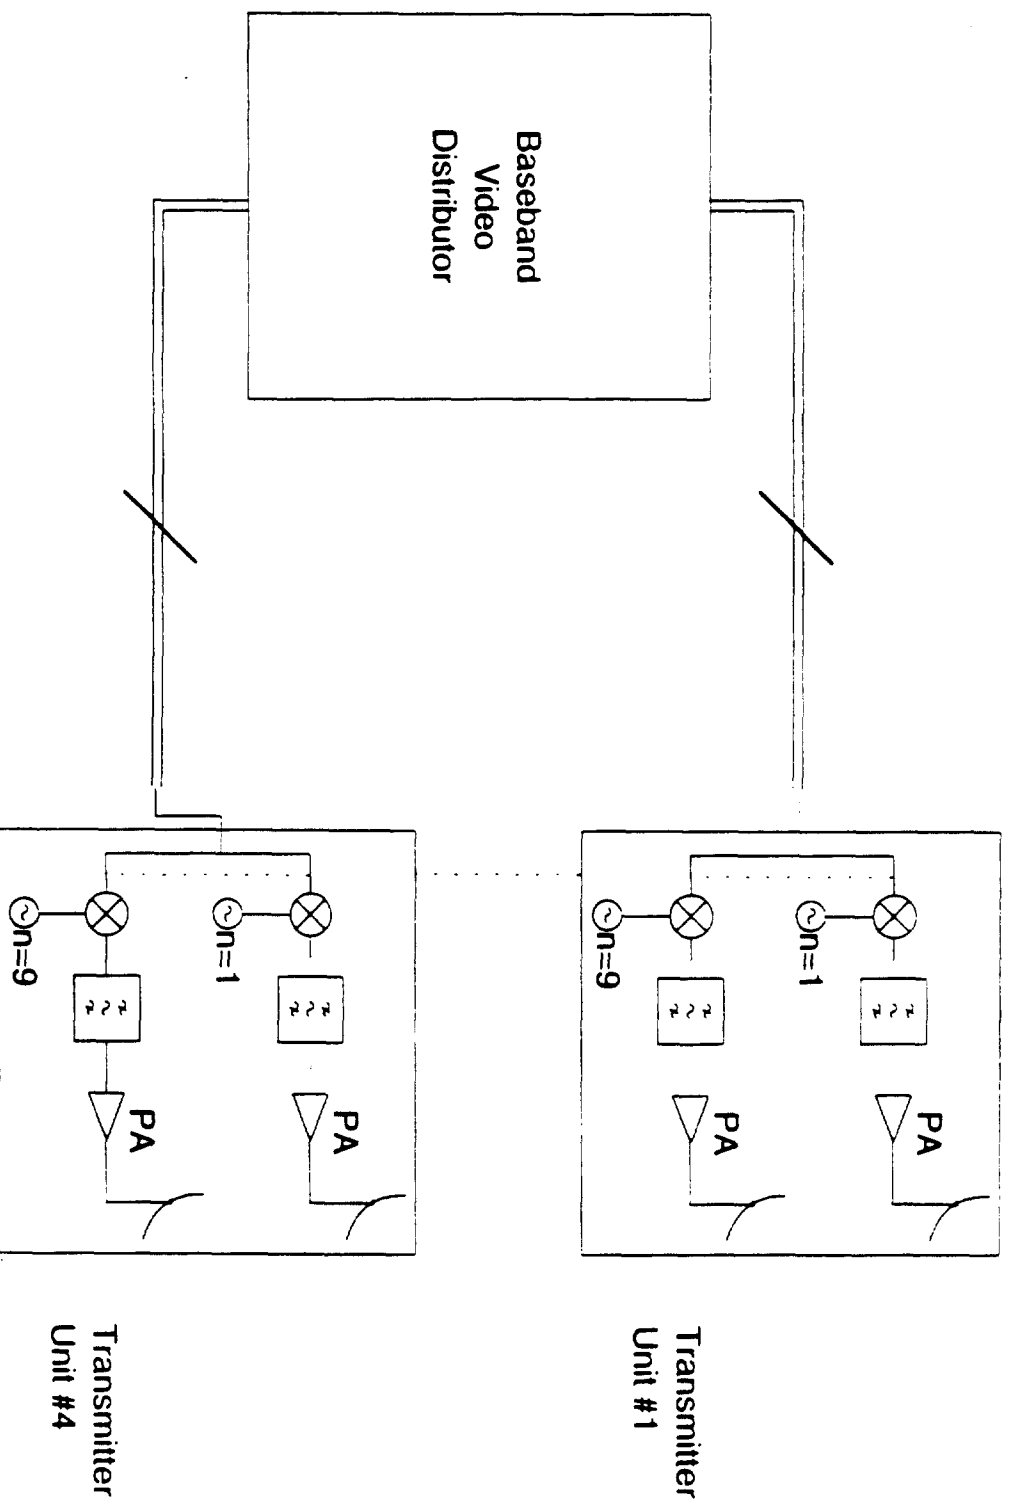 Baseband
Video
Distributor
n=1
PA
n=9
PA
Transmitter
Unit #1
n=1
PA
n=9
PA
Transmitter
Unit #4